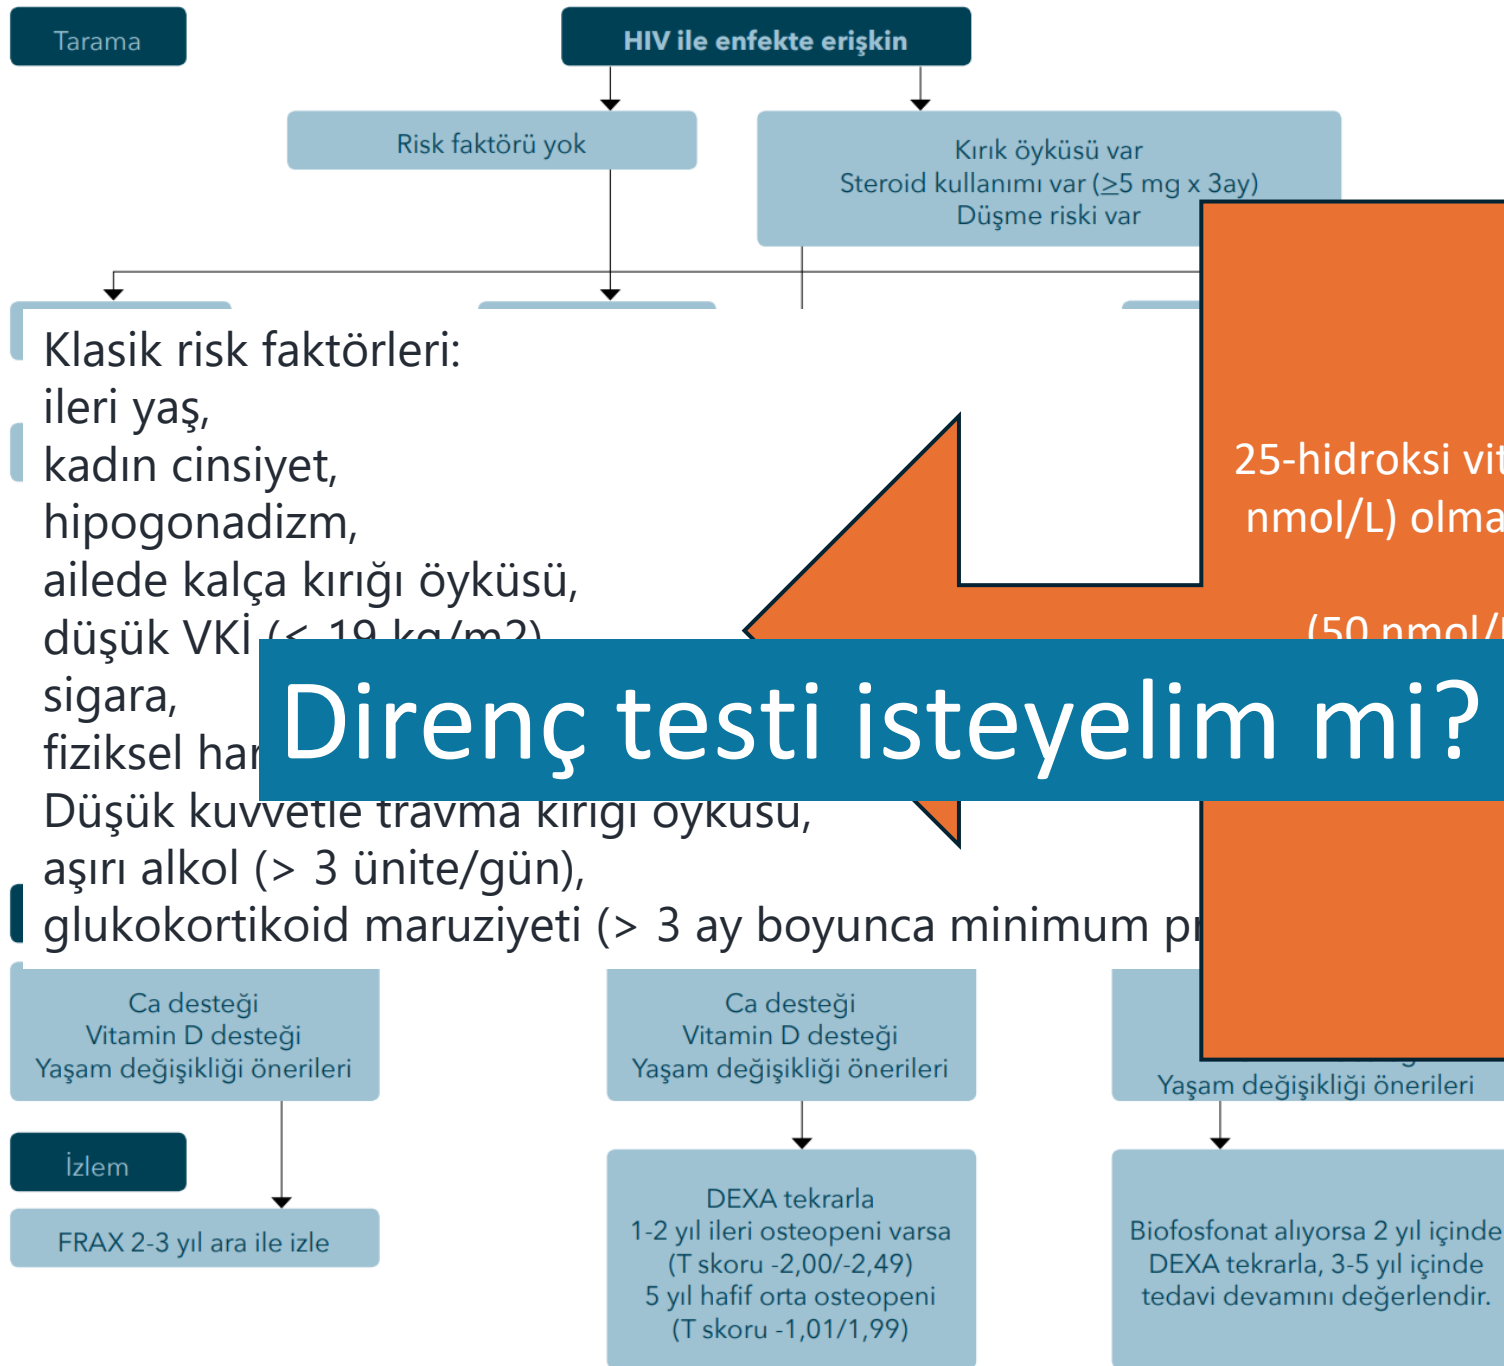 Tarama
HIV ile enfekte erişkin
Risk faktörü yok
Kırık öyküsü var
Steroid kullanımı var (≥5 mg x 3ay)
Düşme riski var
Klasik risk faktörleri:
ileri yaş,
kadın cinsiyet,
hipogonadizm,
ailede kalça kırığı öyküsü,
düşük VKİ (≤ 19 kg/m2)
sigara,
fiziksel har
Düşük kuvvetle travma kırığı öyküsü,
aşırı alkol (> 3 ünite/gün),
glukokortikoid maruziyeti (> 3 ay boyunca minimum pr
25-hidroksi vit
nmol/L) olma
(50 nmol/L
Direnç testi isteyelim mi?
Ca desteği
Vitamin D desteği
Yaşam değişikliği önerileri
Ca desteği
Vitamin D desteği
Yaşam değişikliği önerileri
Yaşam değişikliği önerileri
İzlem
FRAX 2-3 yıl ara ile izle
DEXA tekrarla
1-2 yıl ileri osteopeni varsa
(T skoru -2,00/-2,49)
5 yıl hafif orta osteopeni
(T skoru -1,01/1,99)
Biofosfonat alıyorsa 2 yıl içinde
DEXA tekrarla, 3-5 yıl içinde
tedavi devamını değerlendir.